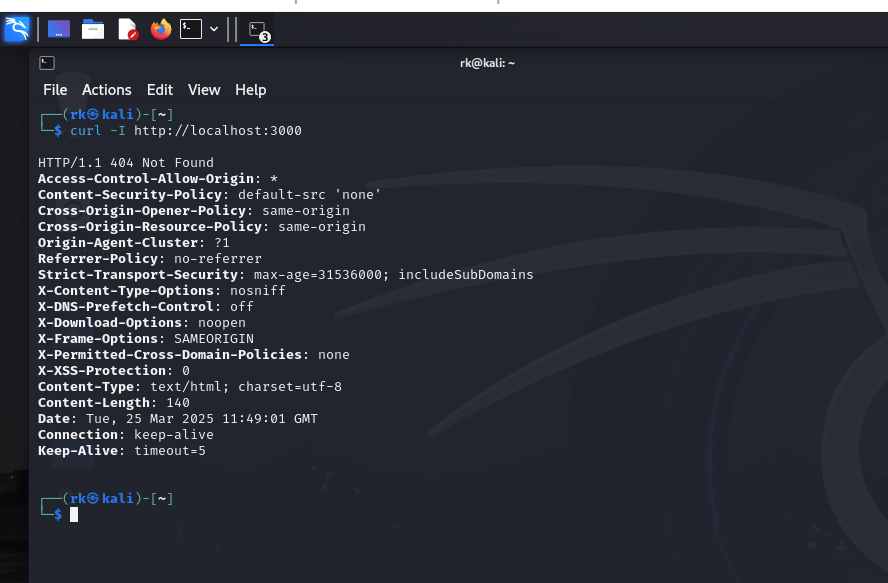 3
rk@kali: ~
File Actions Edit View Help
┌──(rk㉿kali)-[~]
└─$ curl -I http://localhost:3000
HTTP/1.1 404 Not Found
Access-Control-Allow-Origin: *
Content-Security-Policy: default-src 'none'
Cross-Origin-Opener-Policy: same-origin
Cross-Origin-Resource-Policy: same-origin
Origin-Agent-Cluster: ?1
Referrer-Policy: no-referrer
Strict-Transport-Security: max-age=31536000; includeSubDomains
X-Content-Type-Options: nosniff
X-DNS-Prefetch-Control: off
X-Download-Options: noopen
X-Frame-Options: SAMEORIGIN
X-Permitted-Cross-Domain-Policies: none
X-XSS-Protection: 0
Content-Type: text/html; charset=utf-8
Content-Length: 140
Date: Tue, 25 Mar 2025 11:49:01 GMT
Connection: keep-alive
Keep-Alive: timeout=5
┌──(rk㉿kali)-[~]
└─$